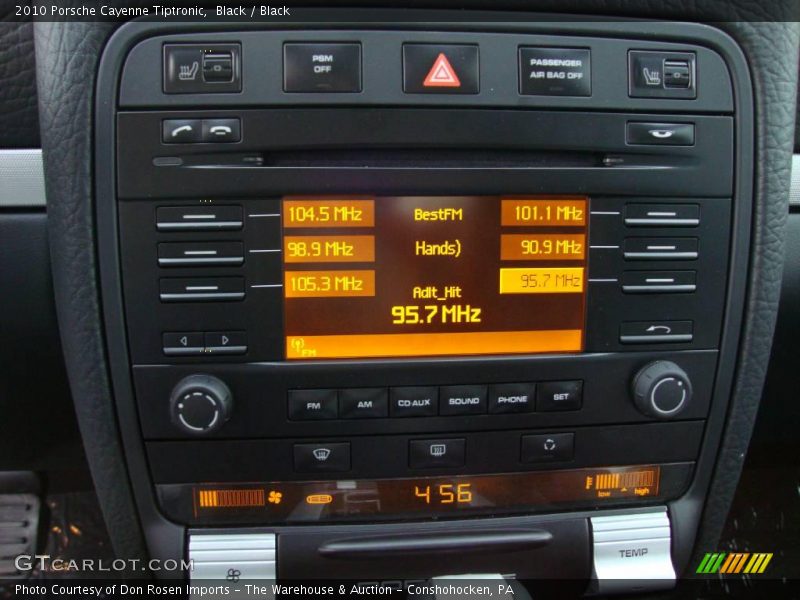 2010 Porsche Cayenne Tiptronic, Black / Black
PSM
OFF
PASSENGER
AIR BAG OFF
104.5 MHz
BestFM
101.1 MHz
98.9 MHz
Hands)
90.9 MHz
105.3 MHz
95.7 MHz
Adlt_Hit
95.7 MHz
FM
FM
AM
CD·AUX
SOUND
PHONE
SET
4 56
low
high
TEMP
GTCARLOT.COM
Photo Courtesy of Don Rosen Imports - The Warehouse & Auction - Conshohocken, PA